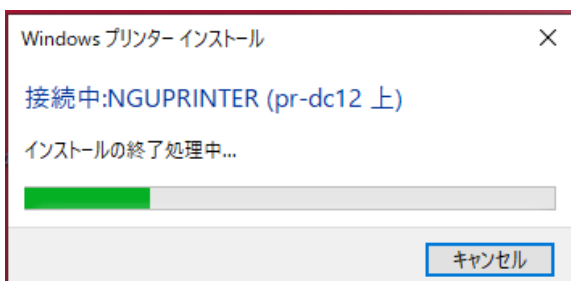 Windows プリンター インストール
接続中:NGUPRINTER (pr-dc12 上)
インストールの終了処理中...
キャンセル